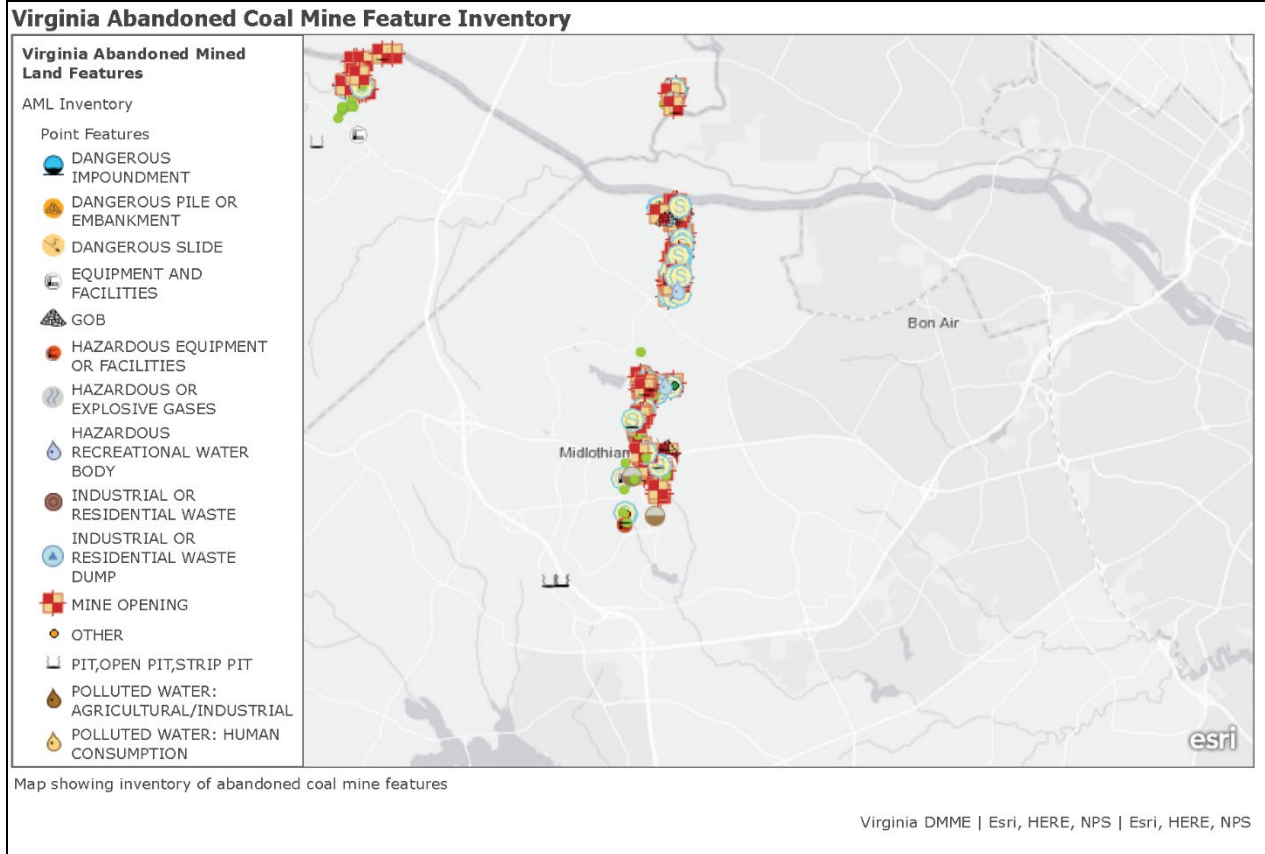 Virginia Abandoned Coal Mine Feature Inventory
Virginia Abandoned Mined
Land Features
AML Inventory
Point Features
DANGEROUS
IMPOUNDMENT
DANGEROUS PILE OR
EMBANKMENT
DANGEROUS SLIDE
EQUIPMENT AND
FACILITIES
GOB
HAZARDOUS EQUIPMENT
OR FACILITIES
HAZARDOUS OR
EXPLOSIVE GASES
HAZARDOUS
RECREATIONAL WATER
BODY
INDUSTRIAL OR
RESIDENTIAL WASTE
INDUSTRIAL OR
RESIDENTIAL WASTE
DUMP
MINE OPENING
OTHER
PIT,OPEN PIT,STRIP PIT
POLLUTED WATER:
AGRICULTURAL/INDUSTRIAL
POLLUTED WATER: HUMAN
CONSUMPTION
S
S
S
Bon Air
S
Midlothian
esri
Map showing inventory of abandoned coal mine features
Virginia DMME | Esri, HERE, NPS | Esri, HERE, NPS